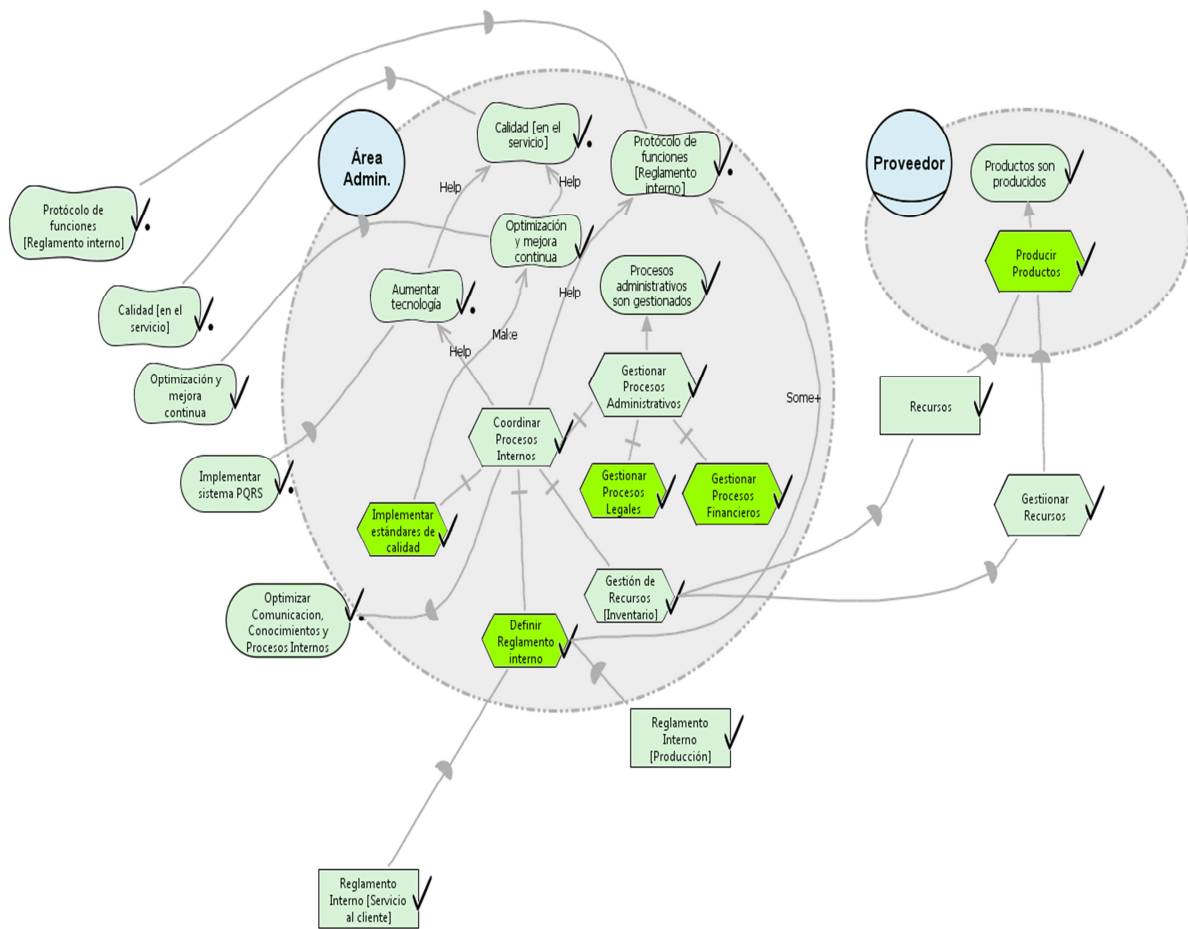 Calidad [en el
servicio]
Protócolo de
funciones
[Reglamento
interno]
Área
Admin.
Proveedor
Productos son
producidos
Help
Help
Protócolo de
funciones
[Reglamento interno]
Optimización
y mejora
continua
Producir
Productos
Procesos
administrativos
son gestionados
Aumentar
tecnología
Help
Calidad [en el
servicio]
Make
Help
Optimización y
mejora
continua
Gestionar
Procesos
Administrativos
Some+
Recursos
Coordinar
Procesos
Internos
Implementar
sistema PQRS
Gestionar
Procesos
Legales
Gestionar
Procesos
Financieros
Gestiionar
Recursos
Implementar
estándares de
calidad
Gestión de
Recursos
[Inventario]
Optimizar
Comunicacion,
Conocimientos y
Procesos Internos
Definir
Reglamento
interno
Reglamento
Interno
[Producción]
Reglamento
Interno [Servicio
al cliente]